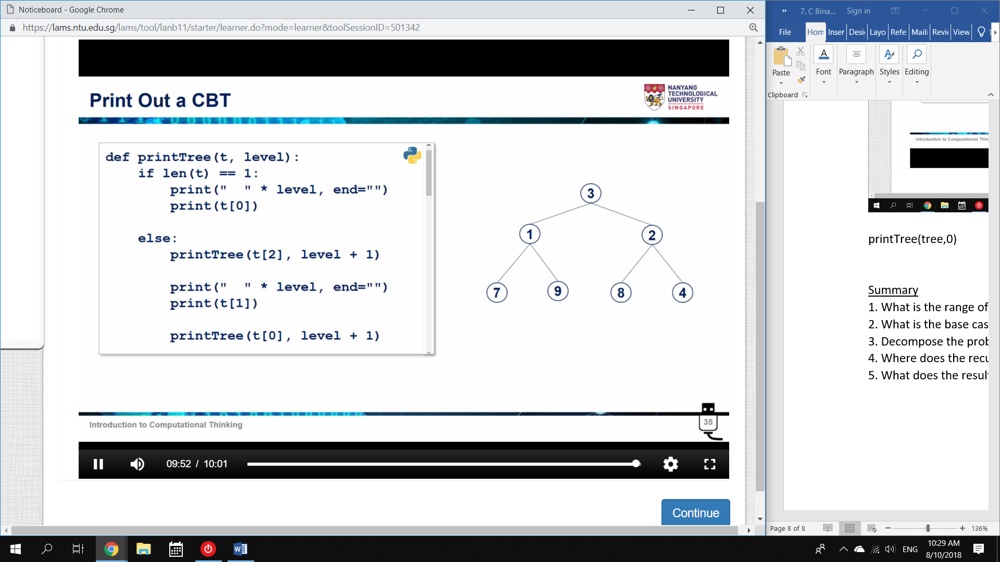 Noticeboard - Google Chrome
https://lams.ntu.edu.sg/lams/tool/lanb11/starter/learner.do?mode=learner&toolSessionID=501342
Print Out a CBT
NANYANG
TECHNOLOGICAL
UNIVERSITY
SINGAPORE
def printTree(t, level):
    if len(t) == 1:
        print("  " * level, end="")
        print(t[0])
    else:
        printTree(t[2], level + 1)
        print("  " * level, end="")
        print(t[1])
        printTree(t[0], level + 1)
3
1 2
7 9 8 4
Introduction to Computational Thinking
35
09:52 / 10:01
Continue
7. C Bina... Sign in
File Hom Inser Desi Layo Refe Maili Revie View
Paste Font Paragraph Styles Editing
Clipboard
Introduction to Computational Thin
printTree(tree,0)
Summary
1. What is the range of
2. What is the base cas
3. Decompose the prob
4. Where does the recu
5. What does the result
Page 8 of 8 136%
ENG
10:29 AM
8/10/2018